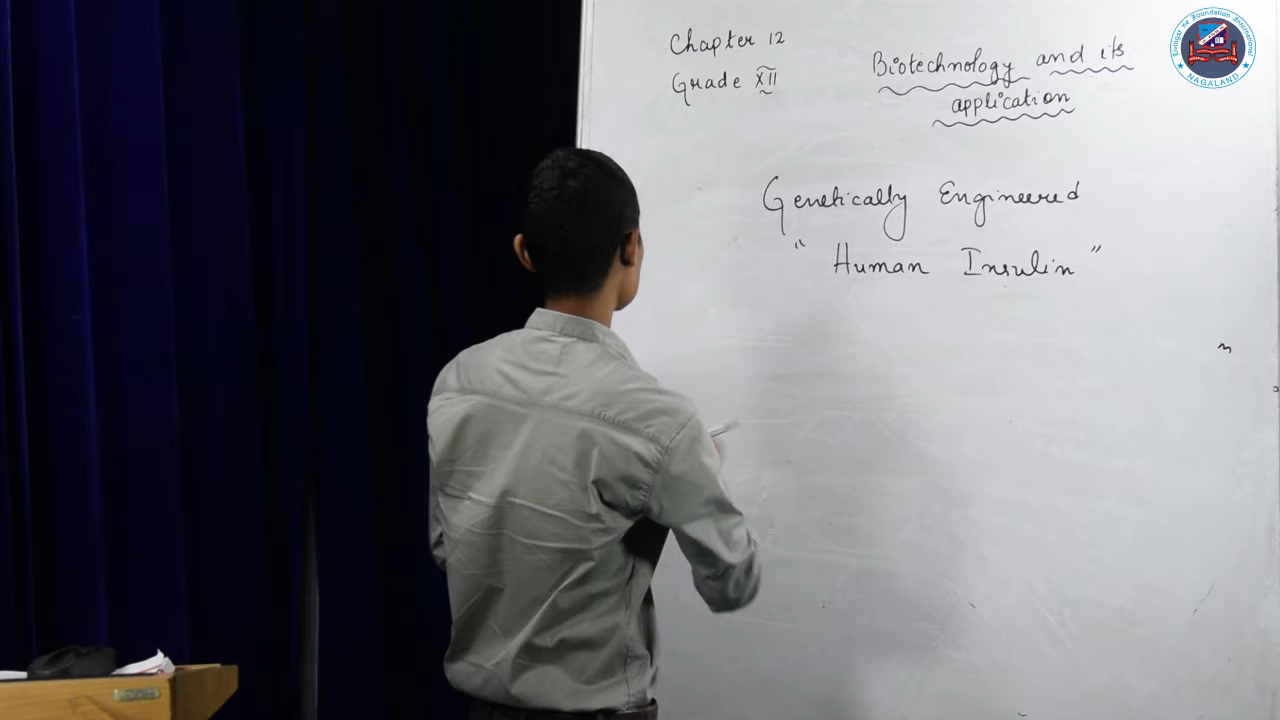 Chapter 12
Grade XII
Biotechnology and its
application
Genetically Engineered
" Human Insulin "
NAGALAND